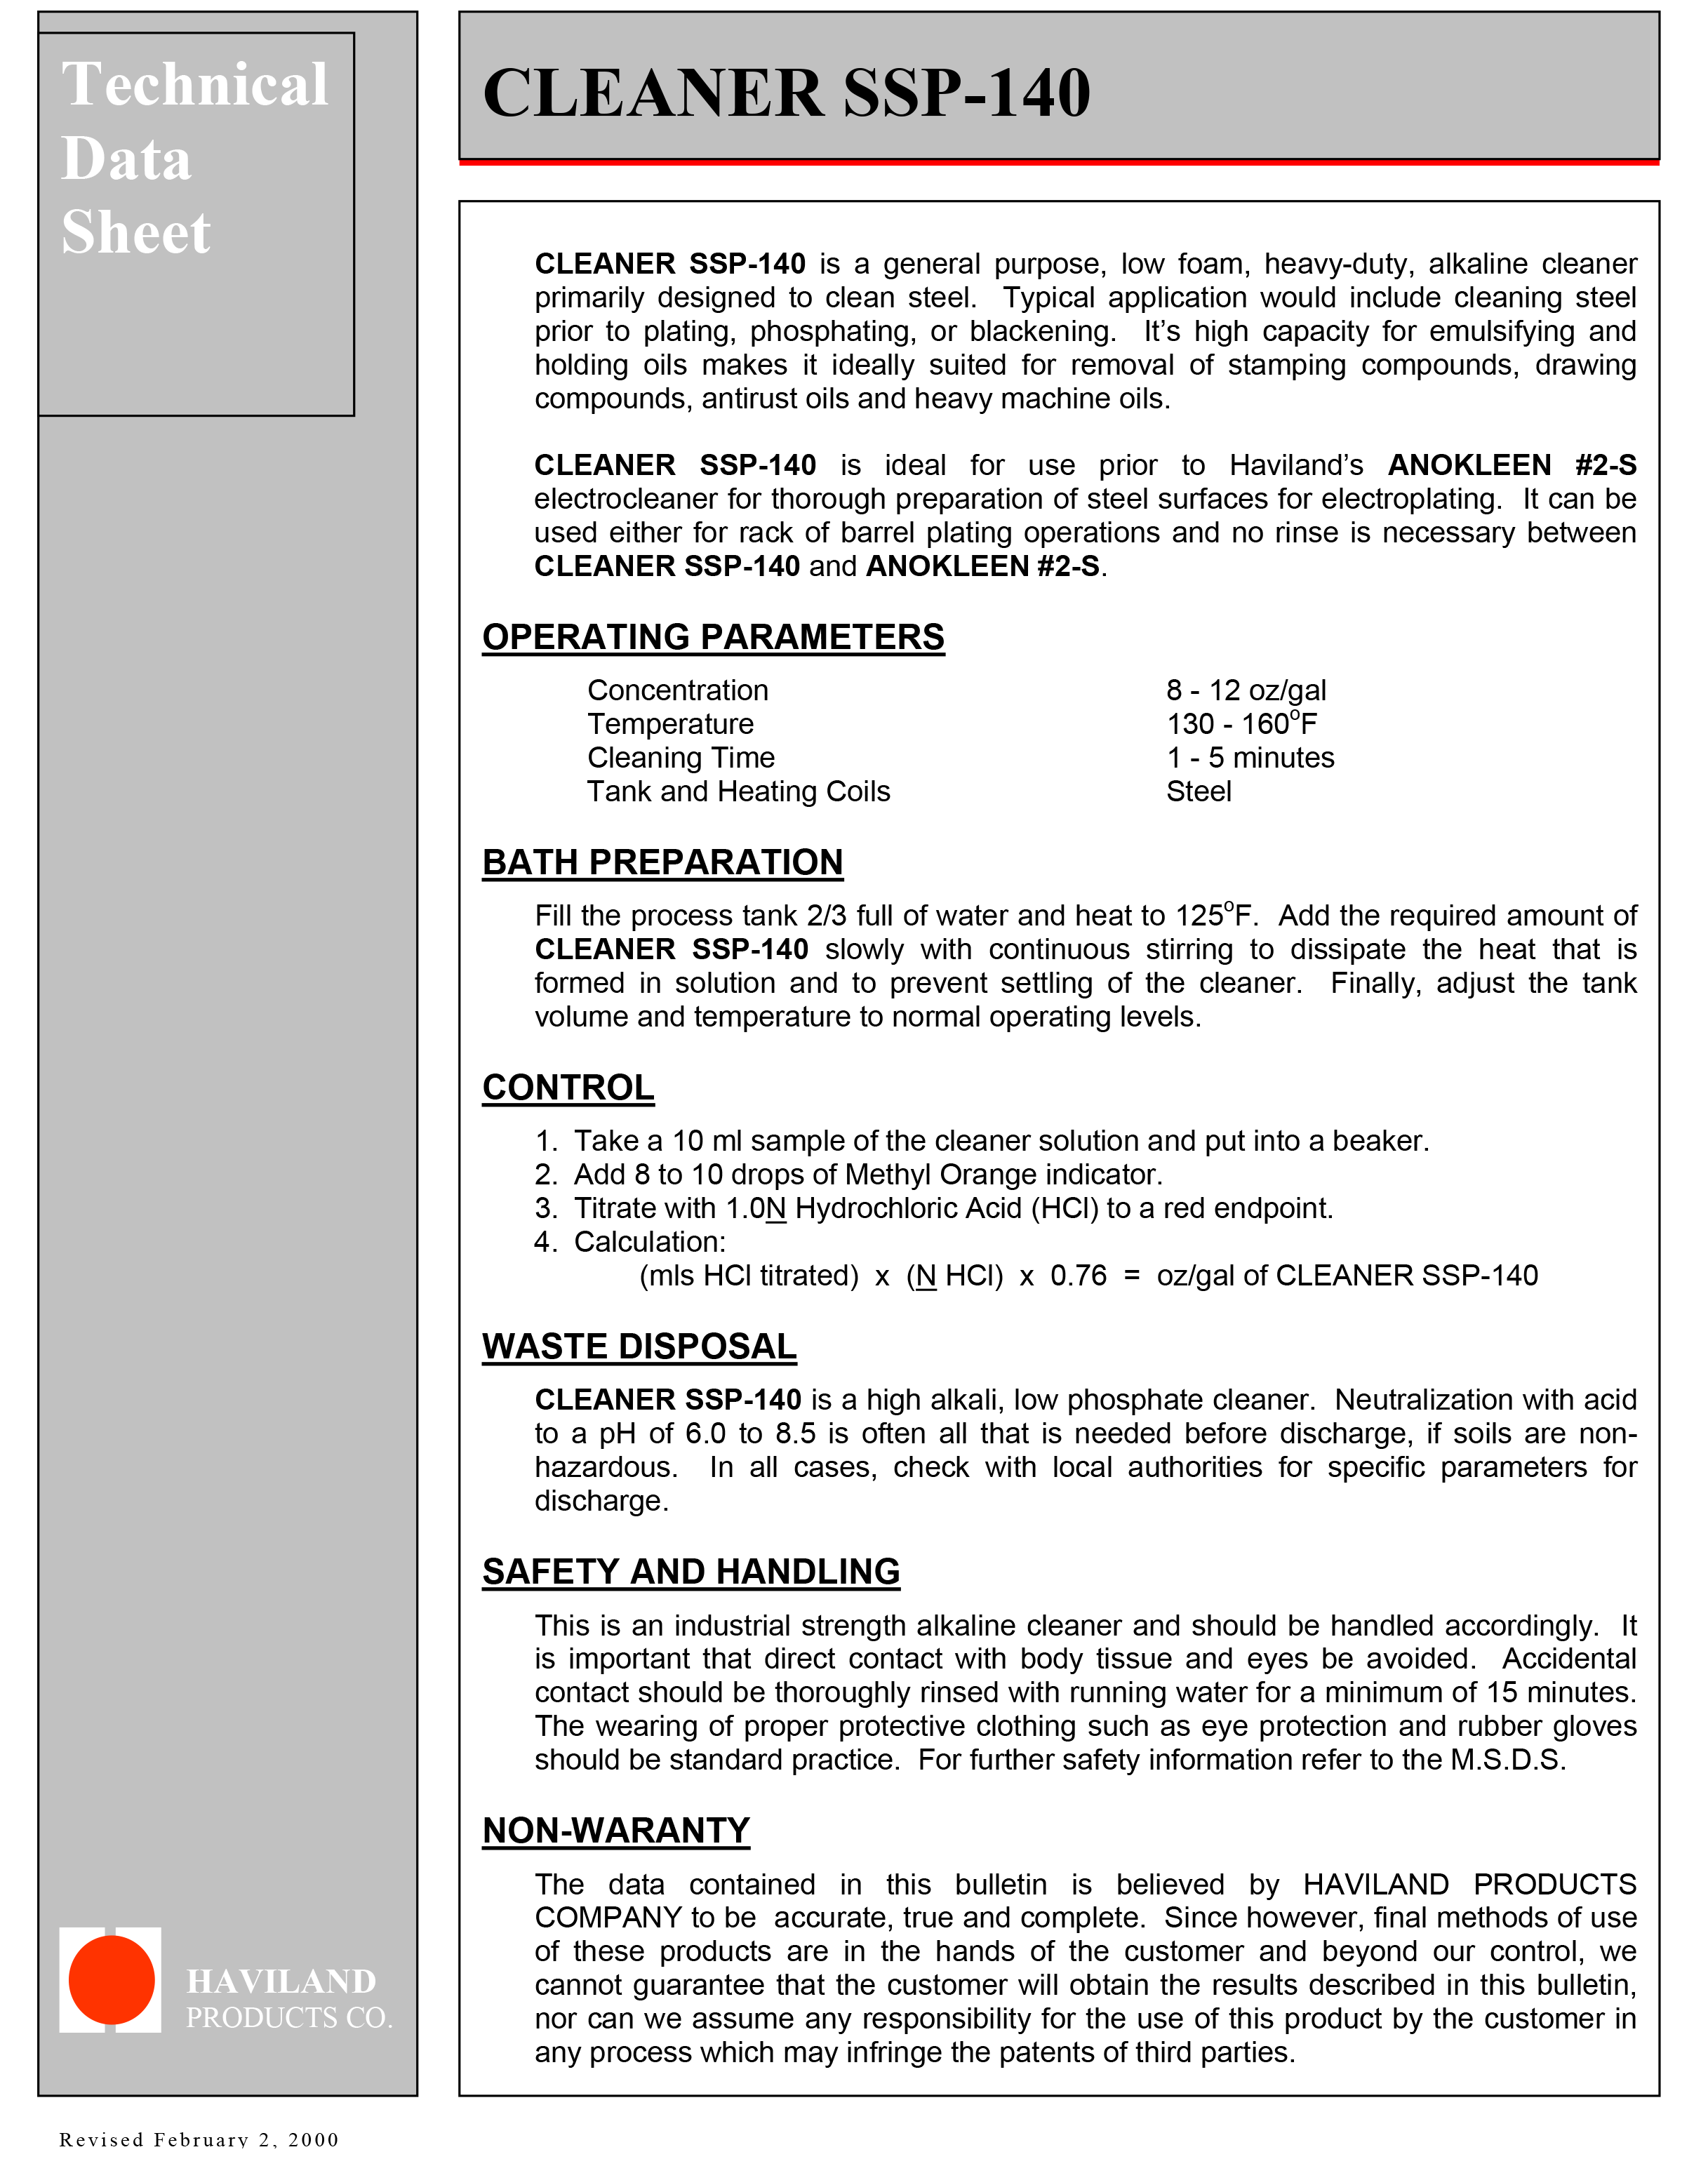 Technical
Data
Sheet
CLEANER SSP-140
CLEANER SSP-140 is a general purpose, low foam, heavy-duty, alkaline cleaner
primarily designed to clean steel. Typical application would include cleaning steel
prior to plating, phosphating, or blackening. It’s high capacity for emulsifying and
holding oils makes it ideally suited for removal of stamping compounds, drawing
compounds, antirust oils and heavy machine oils.
CLEANER SSP-140 is ideal for use prior to Haviland’s ANOKLEEN #2-S
electrocleaner for thorough preparation of steel surfaces for electroplating. It can be
used either for rack of barrel plating operations and no rinse is necessary between
CLEANER SSP-140 and ANOKLEEN #2-S.
OPERATING PARAMETERS
Concentration 8 - 12 oz/gal
Temperature 130 - 160°F
Cleaning Time 1 - 5 minutes
Tank and Heating Coils Steel
BATH PREPARATION
Fill the process tank 2/3 full of water and heat to 125°F. Add the required amount of
CLEANER SSP-140 slowly with continuous stirring to dissipate the heat that is
formed in solution and to prevent settling of the cleaner. Finally, adjust the tank
volume and temperature to normal operating levels.
CONTROL
1. Take a 10 ml sample of the cleaner solution and put into a beaker.
2. Add 8 to 10 drops of Methyl Orange indicator.
3. Titrate with 1.0N Hydrochloric Acid (HCl) to a red endpoint.
4. Calculation:
(mls HCl titrated) x (N HCl) x 0.76 = oz/gal of CLEANER SSP-140
WASTE DISPOSAL
CLEANER SSP-140 is a high alkali, low phosphate cleaner. Neutralization with acid
to a pH of 6.0 to 8.5 is often all that is needed before discharge, if soils are non-
hazardous. In all cases, check with local authorities for specific parameters for
discharge.
SAFETY AND HANDLING
This is an industrial strength alkaline cleaner and should be handled accordingly. It
is important that direct contact with body tissue and eyes be avoided. Accidental
contact should be thoroughly rinsed with running water for a minimum of 15 minutes.
The wearing of proper protective clothing such as eye protection and rubber gloves
should be standard practice. For further safety information refer to the M.S.D.S.
NON-WARANTY
The data contained in this bulletin is believed by HAVILAND PRODUCTS
COMPANY to be accurate, true and complete. Since however, final methods of use
of these products are in the hands of the customer and beyond our control, we
cannot guarantee that the customer will obtain the results described in this bulletin,
nor can we assume any responsibility for the use of this product by the customer in
any process which may infringe the patents of third parties.
HAVILAND
PRODUCTS CO.
Revised February 2, 2000